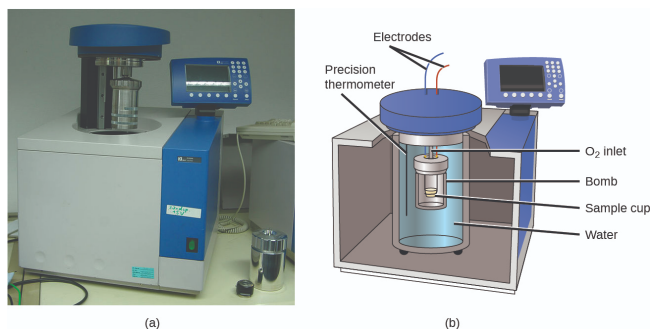 Electrodes
Precision
thermometer
O₂ inlet
Bomb
Sample cup
Water
(a)
(b)